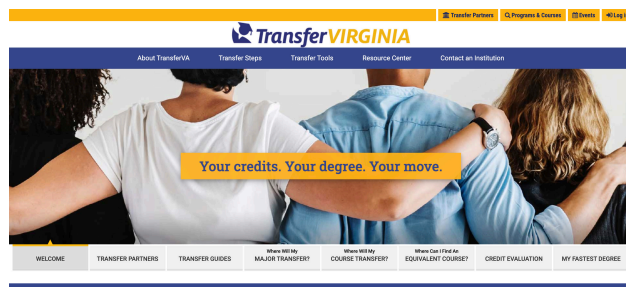 Transfer Partners Programs & Courses Events Log i
TransferVIRGINIA
About TransferVA Transfer Steps Transfer Tools Resource Center Contact an Institution
Your credits. Your degree. Your move.
WELCOME
TRANSFER PARTNERS
TRANSFER GUIDES
Where Will My
MAJOR TRANSFER?
Where Will My
COURSE TRANSFER?
Where Can I Find An
EQUIVALENT COURSE?
CREDIT EVALUATION
MY FASTEST DEGREE